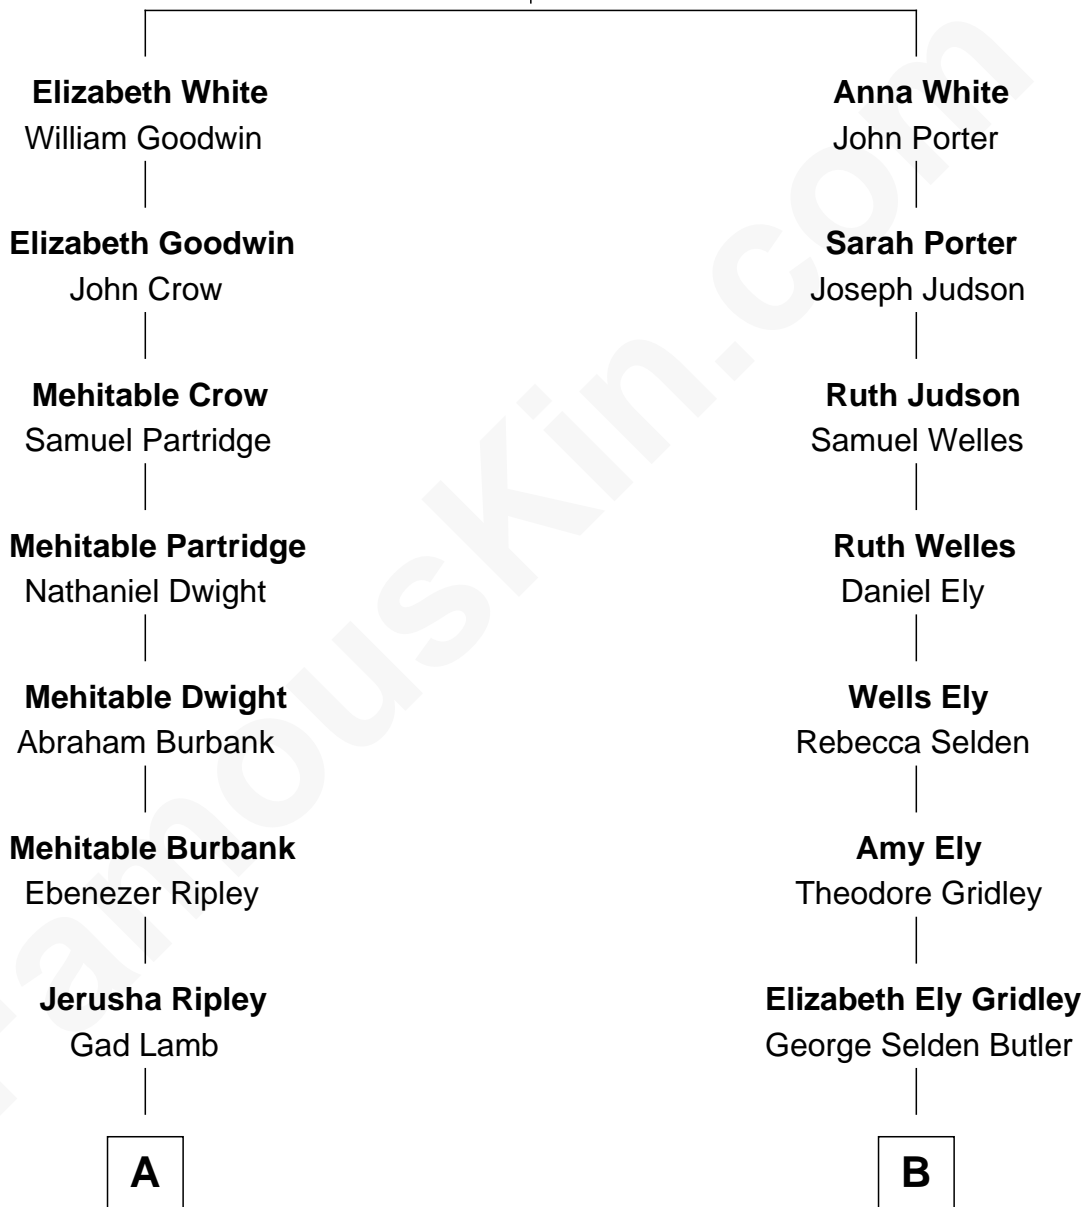 Elizabeth White
William Goodwin
Elizabeth Goodwin
John Crow
Mehitable Crow
Samuel Partridge
Mehitable Partridge
Nathaniel Dwight
Mehitable Dwight
Abraham Burbank
Mehitable Burbank
Ebenezer Ripley
Jerusha Ripley
Gad Lamb
A
Anna White
John Porter
Sarah Porter
Joseph Judson
Ruth Judson
Samuel Welles
Ruth Welles
Daniel Ely
Wells Ely
Rebecca Selden
Amy Ely
Theodore Gridley
Elizabeth Ely Gridley
George Selden Butler
B
FamousKin.com